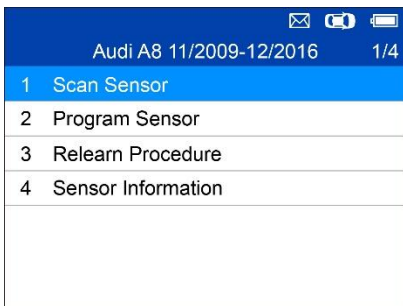 Audi A8 11/2009-12/2016 1/4
1 Scan Sensor
2 Program Sensor
3 Relearn Procedure
4 Sensor Information